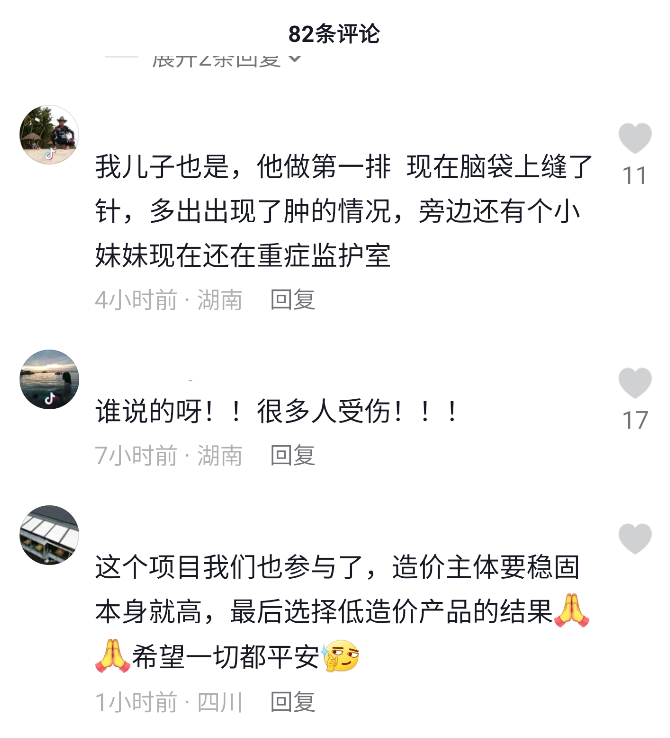 82条评论
展开2条回复
我儿子也是，他做第一排 现在脑袋上缝了
针，多出出现了肿的情况，旁边还有个小
妹妹现在还在重症监护室
11
4小时前 · 湖南 回复
谁说的呀！！很多人受伤！！！
17
7小时前 · 湖南 回复
这个项目我们也参与了，造价主体要稳固
本身就高，最后选择低造价产品的结果🙏
🙏希望一切都平安
1小时前 · 四川 回复